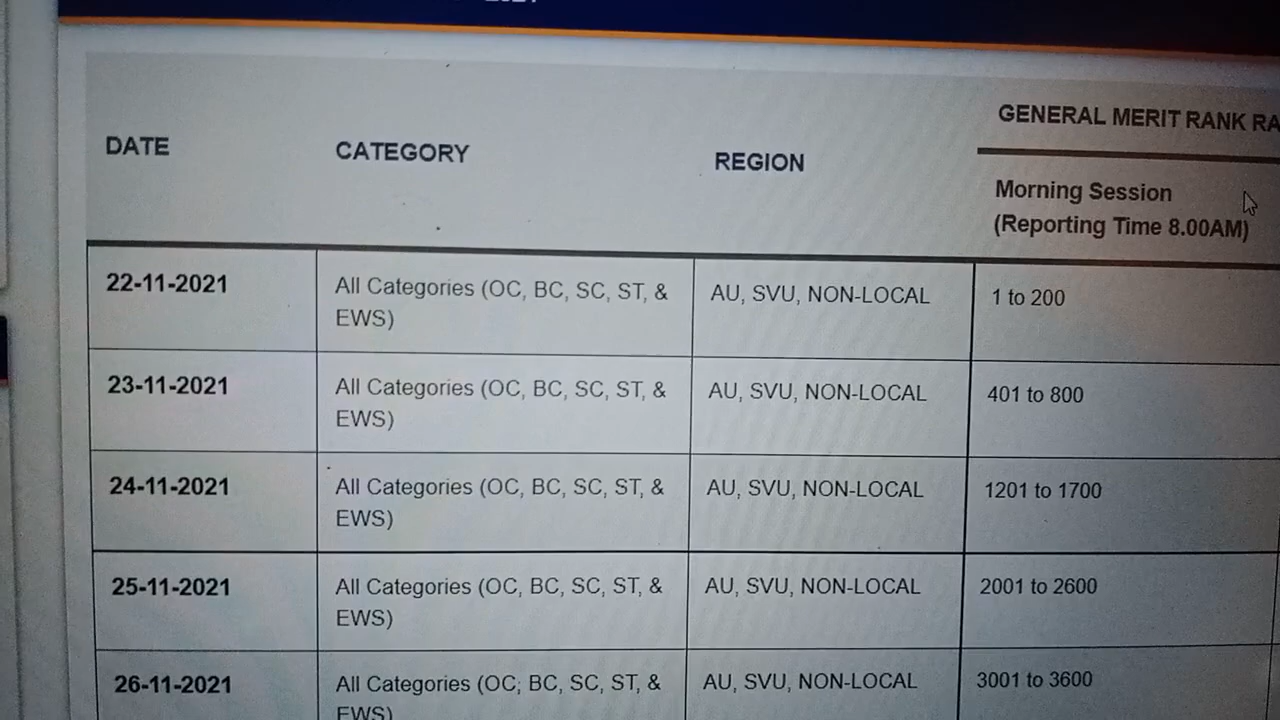 DATE
CATEGORY
REGION
GENERAL MERIT RANK RA
Morning Session
(Reporting Time 8.00AM)
22-11-2021
All Categories (OC, BC, SC, ST, &
EWS)
AU, SVU, NON-LOCAL
1 to 200
23-11-2021
All Categories (OC, BC, SC, ST, &
EWS)
AU, SVU, NON-LOCAL
401 to 800
24-11-2021
All Categories (OC, BC, SC, ST, &
EWS)
AU, SVU, NON-LOCAL
1201 to 1700
25-11-2021
All Categories (OC, BC, SC, ST, &
EWS)
AU, SVU, NON-LOCAL
2001 to 2600
26-11-2021
All Categories (OC, BC, SC, ST, &
EWS)
AU, SVU, NON-LOCAL
3001 to 3600